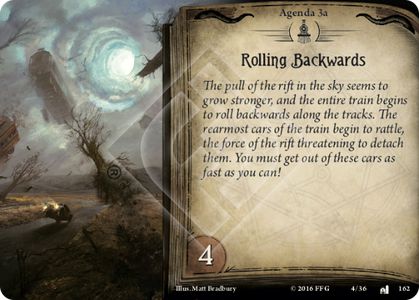 Agenda 3a
Rolling Backwards
The pull of the rift in the sky seems to
grow stronger, and the entire train begins
to roll backwards along the tracks. The
rearmost cars of the train begin to rattle,
the force of the rift threatening to detach
them. You must get out of these cars as
fast as you can!
4
Illus. Matt Bradbury
© 2016 FFG
4/36
162